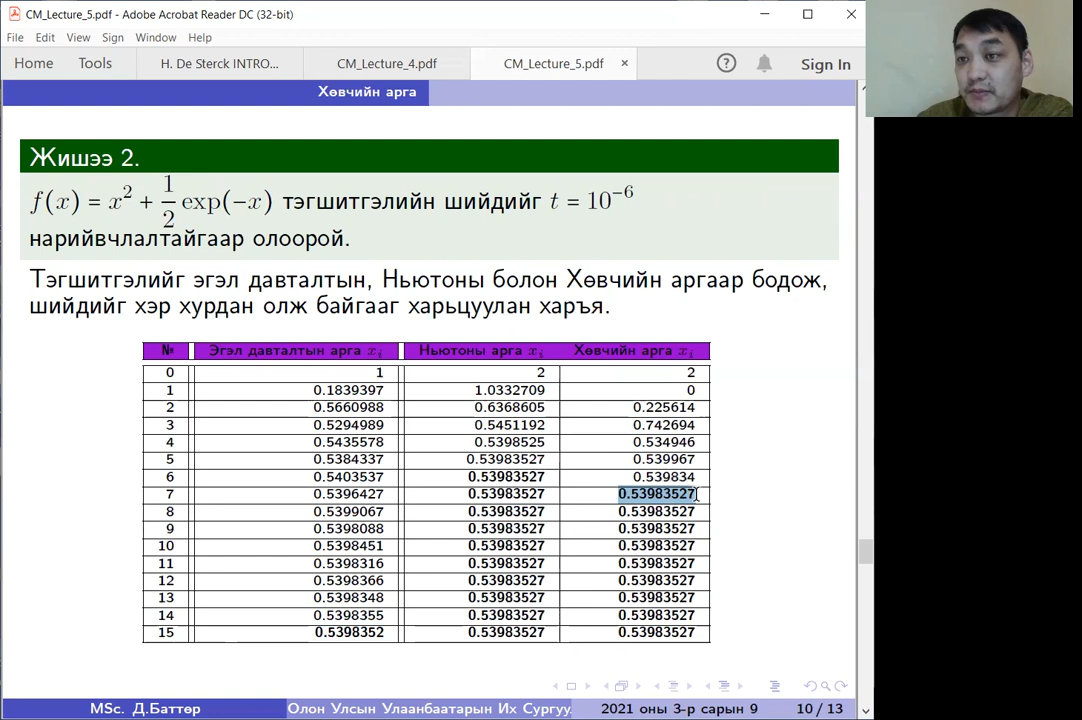 CM_Lecture_5.pdf - Adobe Acrobat Reader DC (32-bit)
File Edit View Sign Window Help
Home Tools H. De Sterck INTRO... CM_Lecture_4.pdf CM_Lecture_5.pdf × Sign In
Хөвчийн арга
Жишээ 2.
f(x) = x² + 1/2 exp(−x) тэгшитгэлийн шийдийг t = 10⁻⁶
нарийвчлалтайгаар олоорой.
Тэгшитгэлийг эгэл давталтын, Ньютоны болон Хөвчийн аргаар бодож,
шийдийг хэр хурдан олж байгааг харьцуулан харъя.
№ Эгэл давталтын арга xᵢ Ньютоны арга xᵢ Хөвчийн арга xᵢ
0 1 2 2
1 0.1839397 1.0332709 0
2 0.5660988 0.6368605 0.225614
3 0.5294989 0.5451192 0.742694
4 0.5435578 0.5398525 0.534946
5 0.5384337 0.53983527 0.539967
6 0.5403537 0.53983527 0.539834
7 0.5396427 0.53983527 0.53983527
8 0.5399067 0.53983527 0.53983527
9 0.5398088 0.53983527 0.53983527
10 0.5398451 0.53983527 0.53983527
11 0.5398316 0.53983527 0.53983527
12 0.5398366 0.53983527 0.53983527
13 0.5398348 0.53983527 0.53983527
14 0.5398355 0.53983527 0.53983527
15 0.5398352 0.53983527 0.53983527
MSc. Д.Баттөр Олон Улсын Улаанбаатарын Их Сургуу. 2021 оны 3-р сарын 9 10 / 13